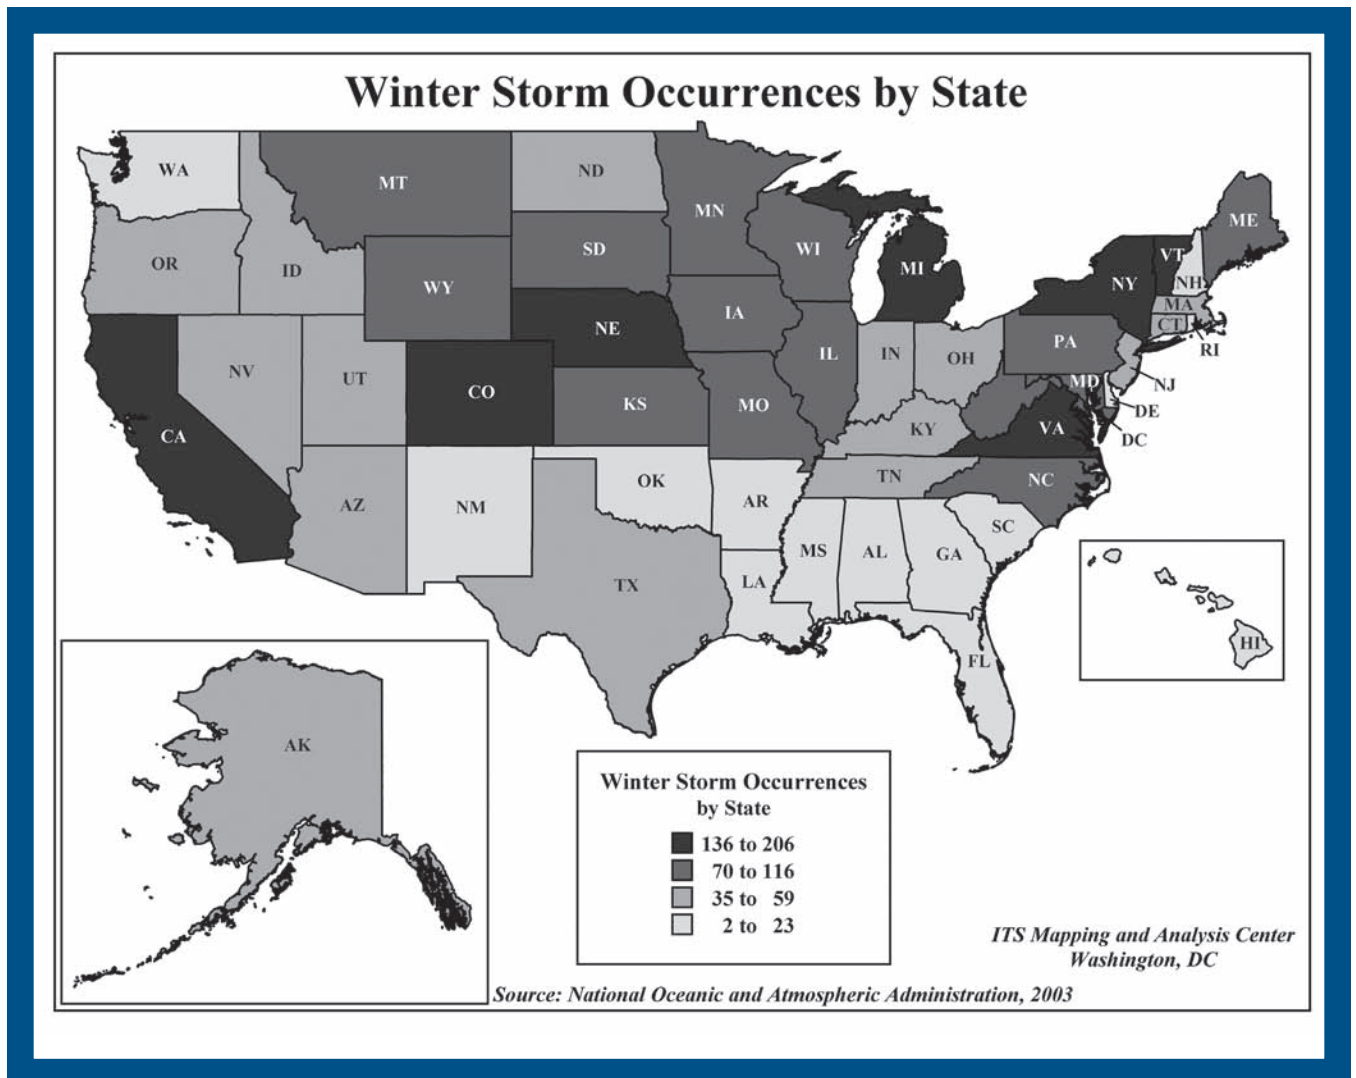 Winter Storm Occurrences by State
WA
MT
ND
MN
ME
OR
ID
SD
WI
VT
WY
MI
NY
NH
NE
IA
MA
CT
RI
NV
UT
CO
IL
IN
OH
PA
NJ
KS
MO
MD
DE
CA
KY
VA
DC
AZ
NM
OK
AR
TN
NC
SC
TX
LA
MS
AL
GA
FL
HI
AK
Winter Storm Occurrences
by State
136 to 206
70 to 116
35 to 59
2 to 23
ITS Mapping and Analysis Center
Washington, DC
Source: National Oceanic and Atmospheric Administration, 2003